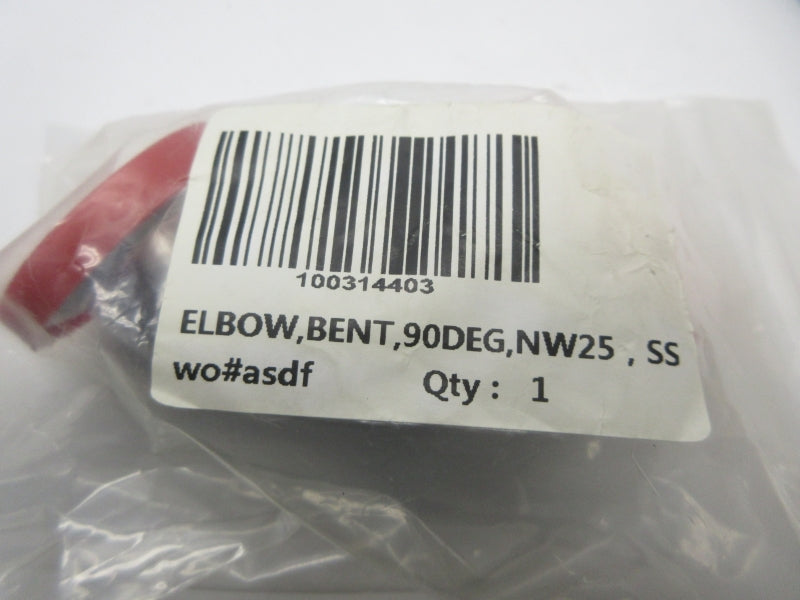 100314403
ELBOW,BENT,90DEG,NW25 , SS
wo#asdf Qty : 1